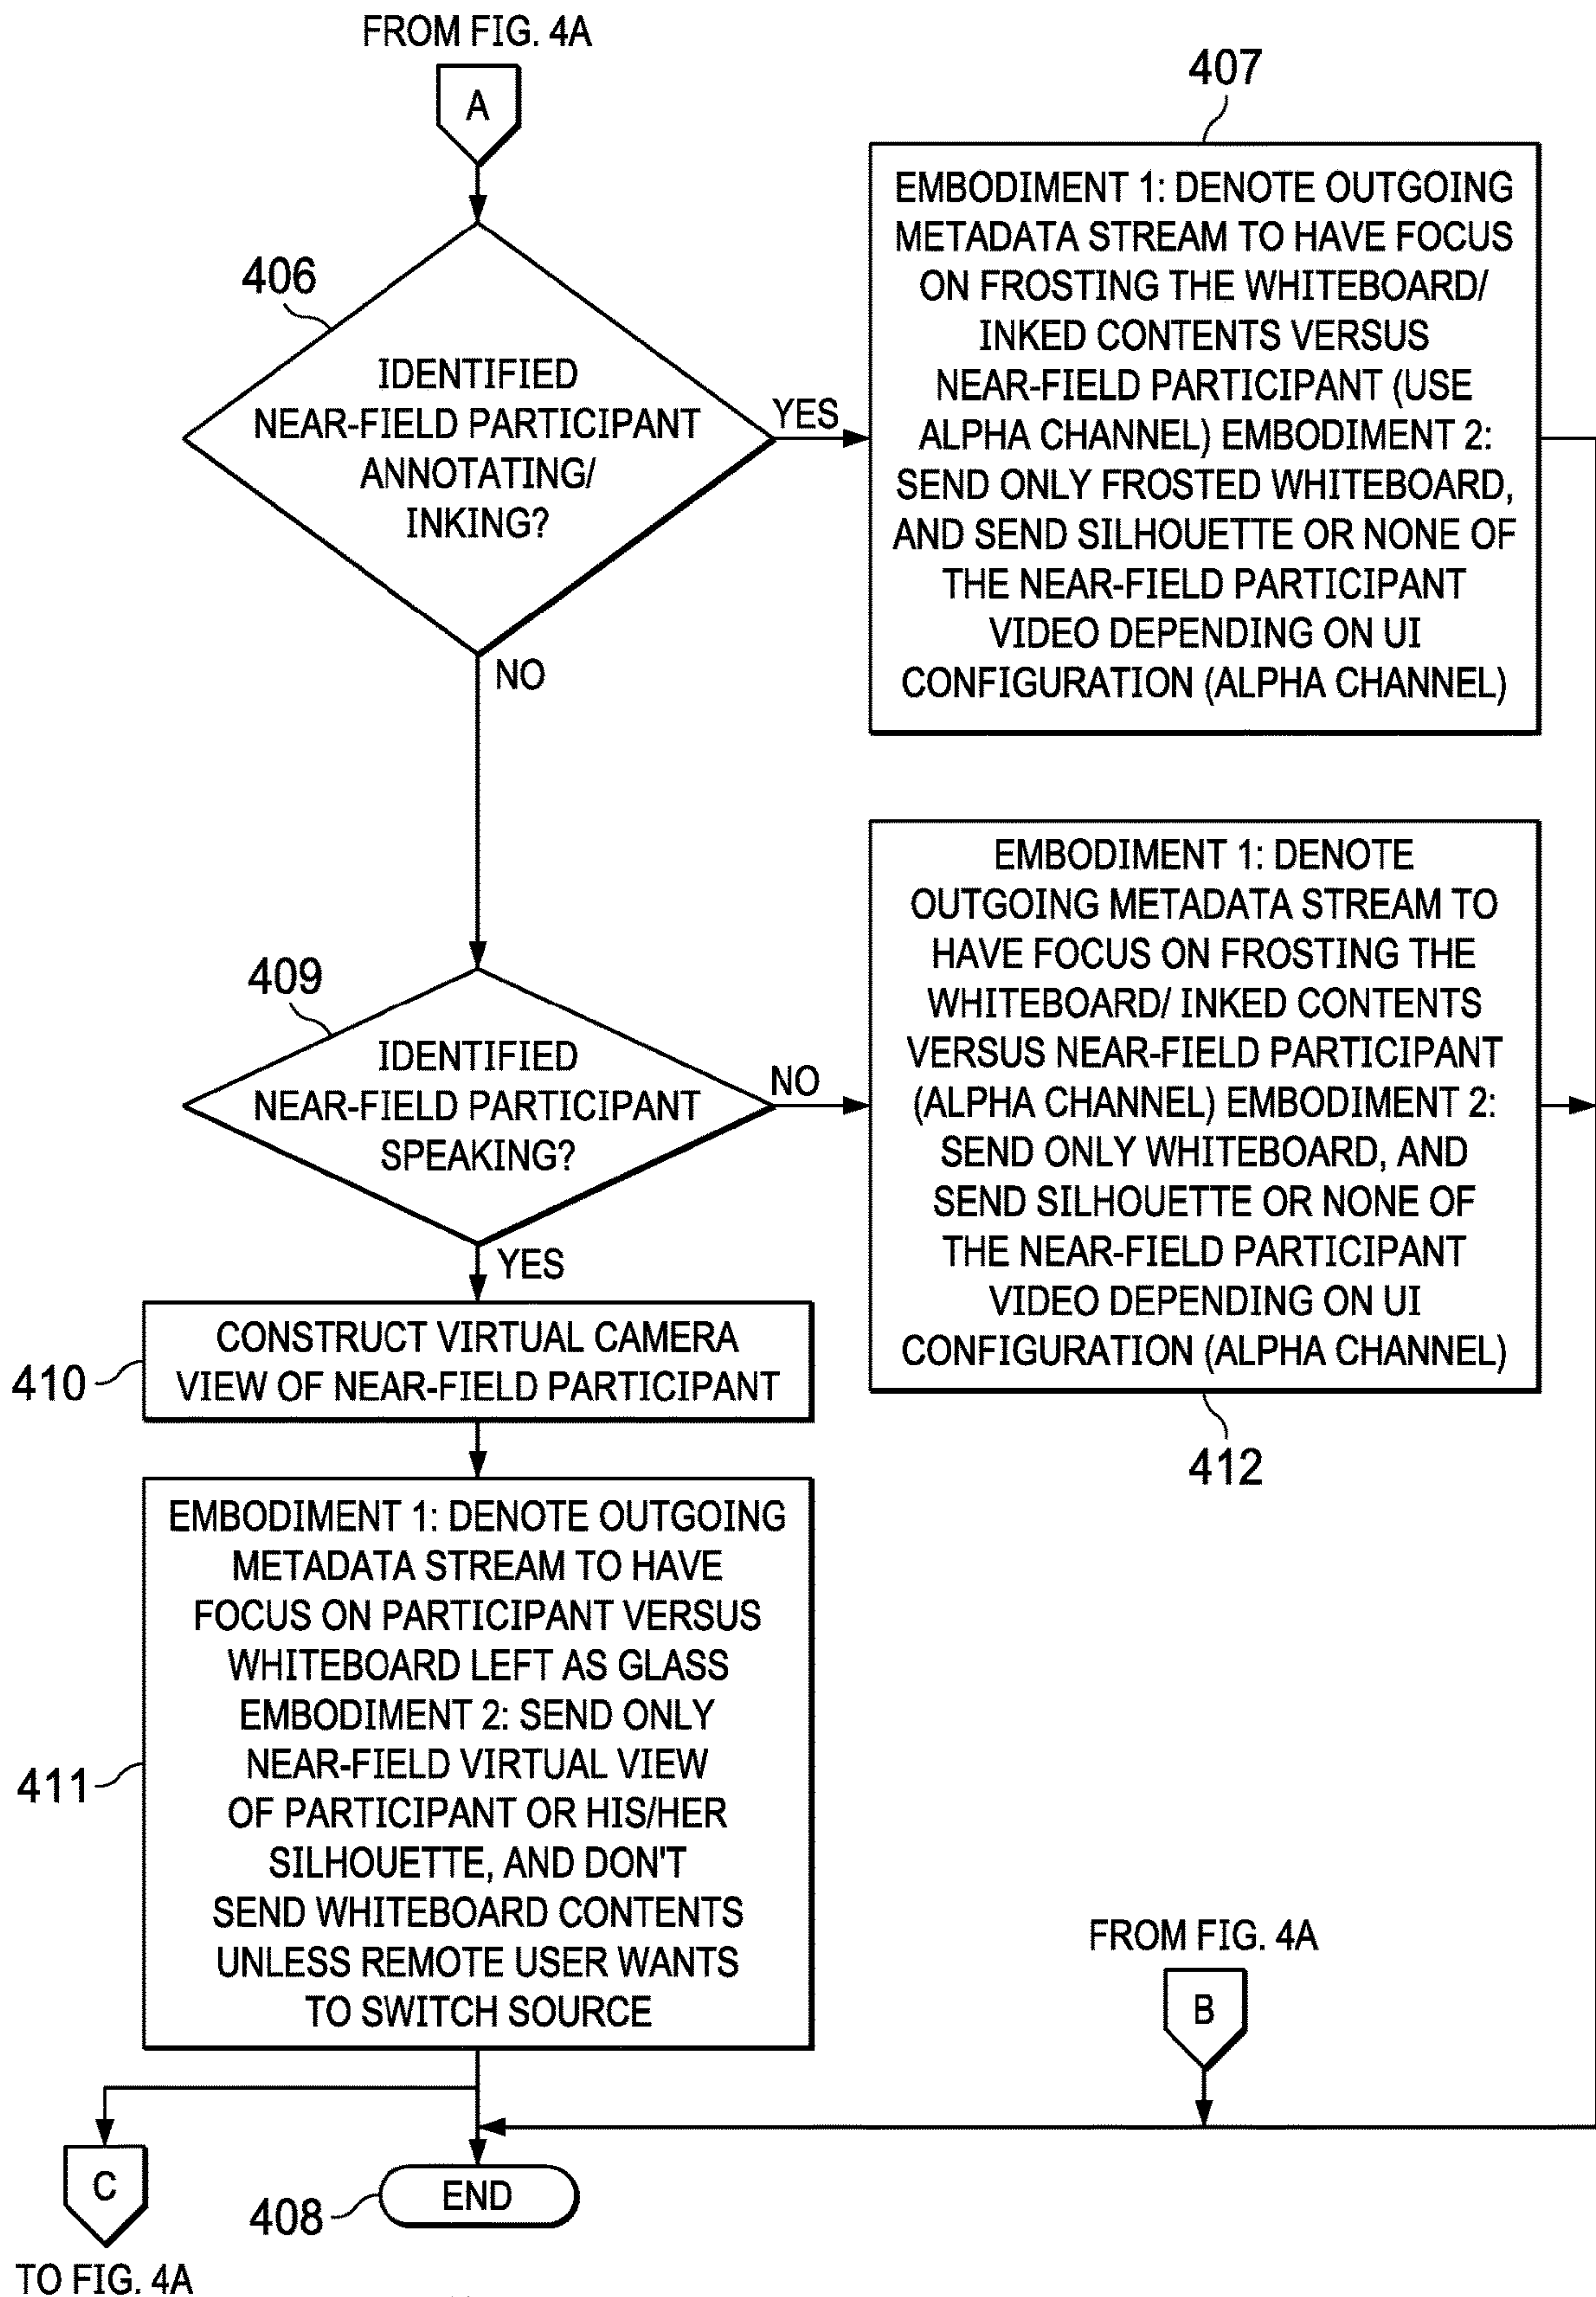 FROM FIG. 4A
A
406
IDENTIFIED
NEAR-FIELD PARTICIPANT
ANNOTATING/
INKING?
YES
NO
407
EMBODIMENT 1: DENOTE OUTGOING
METADATA STREAM TO HAVE FOCUS
ON FROSTING THE WHITEBOARD/
INKED CONTENTS VERSUS
NEAR-FIELD PARTICIPANT (USE
ALPHA CHANNEL) EMBODIMENT 2:
SEND ONLY FROSTED WHITEBOARD,
AND SEND SILHOUETTE OR NONE OF
THE NEAR-FIELD PARTICIPANT
VIDEO DEPENDING ON UI
CONFIGURATION (ALPHA CHANNEL)
409
IDENTIFIED
NEAR-FIELD PARTICIPANT
SPEAKING?
NO
YES
EMBODIMENT 1: DENOTE
OUTGOING METADATA STREAM TO
HAVE FOCUS ON FROSTING THE
WHITEBOARD/ INKED CONTENTS
VERSUS NEAR-FIELD PARTICIPANT
(ALPHA CHANNEL) EMBODIMENT 2:
SEND ONLY WHITEBOARD, AND
SEND SILHOUETTE OR NONE OF
THE NEAR-FIELD PARTICIPANT
VIDEO DEPENDING ON UI
CONFIGURATION (ALPHA CHANNEL)
412
410
CONSTRUCT VIRTUAL CAMERA
VIEW OF NEAR-FIELD PARTICIPANT
411
EMBODIMENT 1: DENOTE OUTGOING
METADATA STREAM TO HAVE
FOCUS ON PARTICIPANT VERSUS
WHITEBOARD LEFT AS GLASS
EMBODIMENT 2: SEND ONLY
NEAR-FIELD VIRTUAL VIEW
OF PARTICIPANT OR HIS/HER
SILHOUETTE, AND DON'T
SEND WHITEBOARD CONTENTS
UNLESS REMOTE USER WANTS
TO SWITCH SOURCE
FROM FIG. 4A
B
C
TO FIG. 4A
408
END